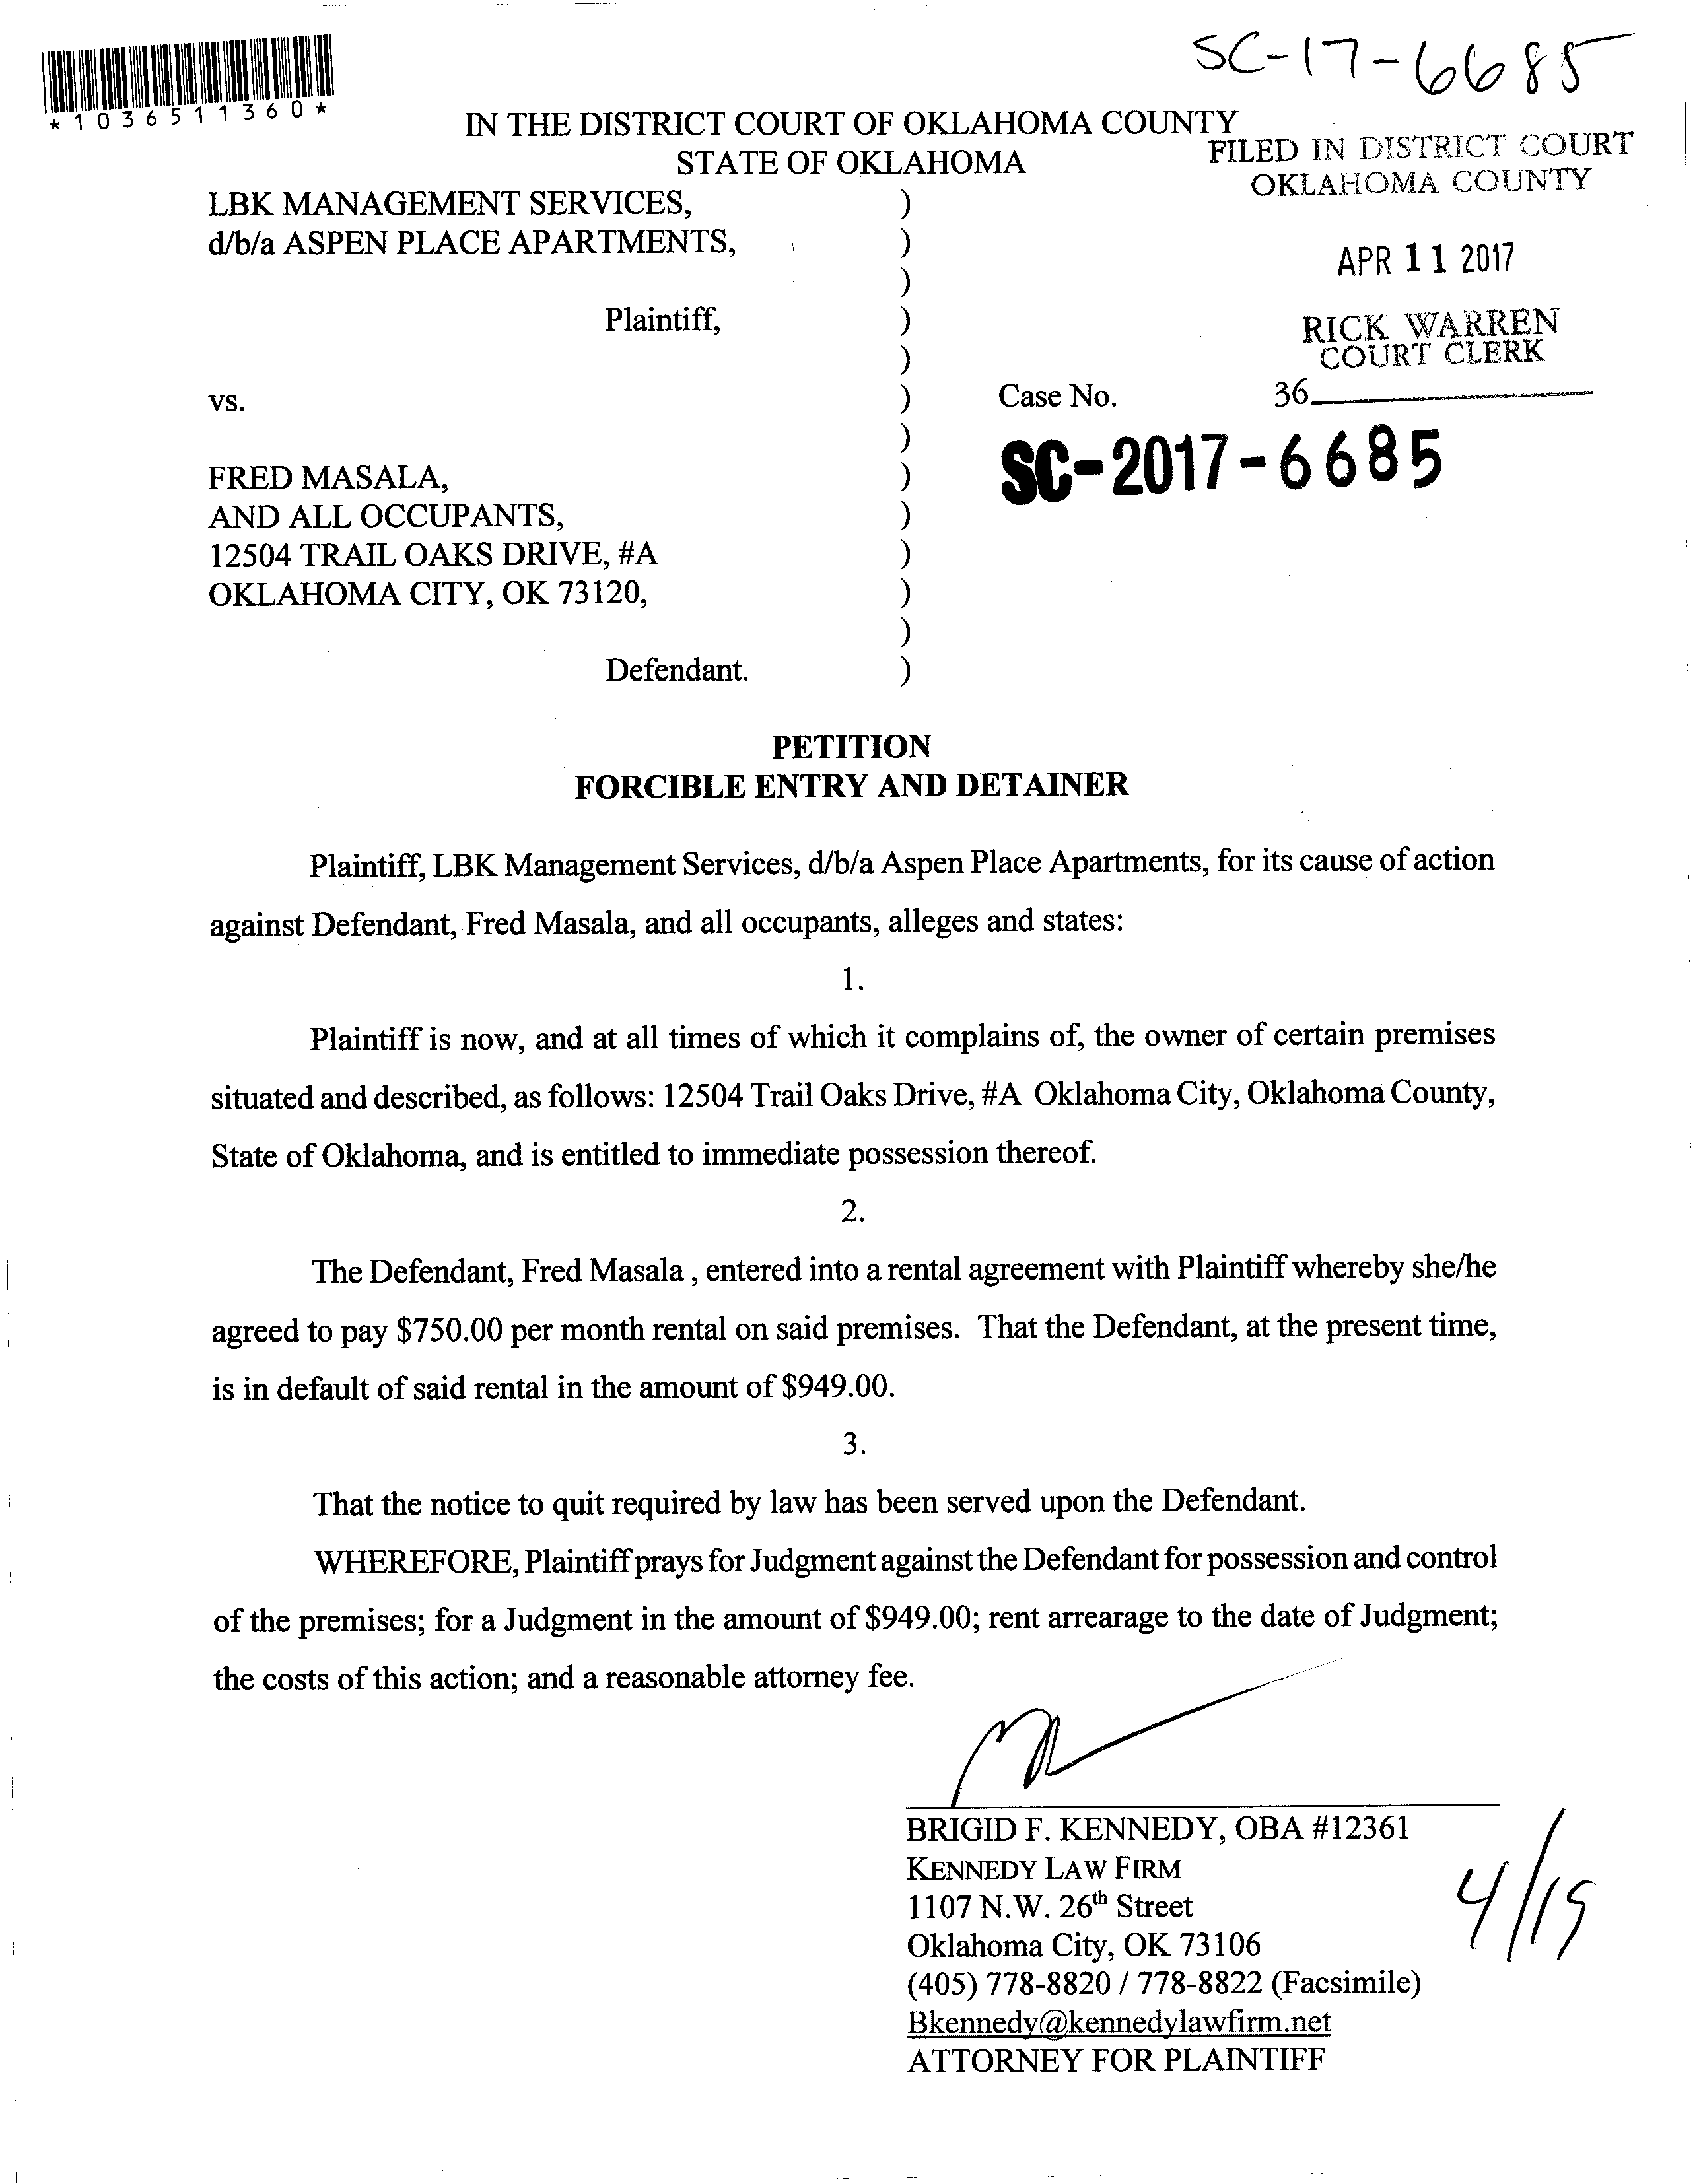 SC-17-6685
*1036511360*
IN THE DISTRICT COURT OF OKLAHOMA COUNTY
STATE OF OKLAHOMA
FILED IN DISTRICT COURT
OKLAHOMA COUNTY
LBK MANAGEMENT SERVICES, )
d/b/a ASPEN PLACE APARTMENTS, )
)
APR 11 2017
Plaintiff, )
RICK WARREN
COURT CLERK
)
vs. ) Case No. 36
)
SC-2017-6685
FRED MASALA, )
AND ALL OCCUPANTS, )
12504 TRAIL OAKS DRIVE, #A )
OKLAHOMA CITY, OK 73120, )
)
Defendant. )
PETITION
FORCIBLE ENTRY AND DETAINER
Plaintiff, LBK Management Services, d/b/a Aspen Place Apartments, for its cause of action
against Defendant, Fred Masala, and all occupants, alleges and states:
1.
Plaintiff is now, and at all times of which it complains of, the owner of certain premises
situated and described, as follows: 12504 Trail Oaks Drive, #A Oklahoma City, Oklahoma County,
State of Oklahoma, and is entitled to immediate possession thereof.
2.
The Defendant, Fred Masala , entered into a rental agreement with Plaintiff whereby she/he
agreed to pay $750.00 per month rental on said premises. That the Defendant, at the present time,
is in default of said rental in the amount of $949.00.
3.
That the notice to quit required by law has been served upon the Defendant.
WHEREFORE, Plaintiff prays for Judgment against the Defendant for possession and control
of the premises; for a Judgment in the amount of $949.00; rent arrearage to the date of Judgment;
the costs of this action; and a reasonable attorney fee.
BRIGID F. KENNEDY, OBA #12361
KENNEDY LAW FIRM
1107 N.W. 26th Street
Oklahoma City, OK 73106
(405) 778-8820 / 778-8822 (Facsimile)
Bkennedy@kennedylawfirm.net
ATTORNEY FOR PLAINTIFF
4/19